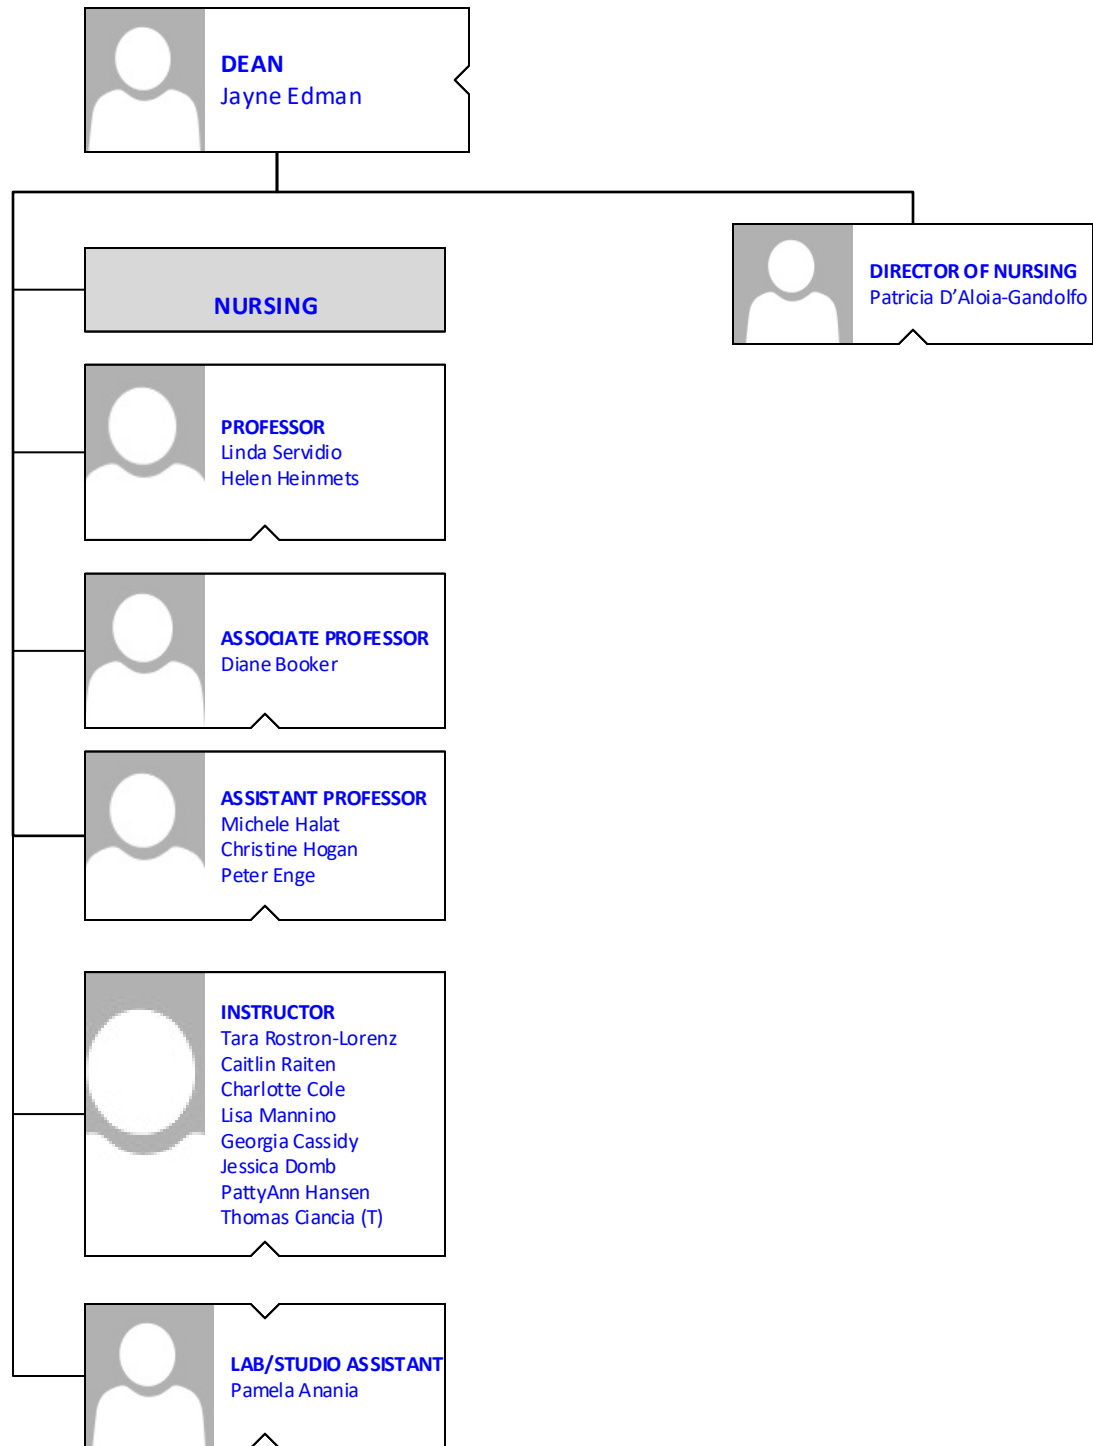 DEAN
Jayne Edman
NURSING
DIRECTOR OF NURSING
Patricia D’Aloia-Gandolfo
PROFESSOR
Linda Servidio
Helen Heinmets
ASSOCIATE PROFESSOR
Diane Booker
ASSISTANT PROFESSOR
Michele Halat
Christine Hogan
Peter Enge
INSTRUCTOR
Tara Rostron-Lorenz
Caitlin Raiten
Charlotte Cole
Lisa Mannino
Georgia Cassidy
Jessica Domb
PattyAnn Hansen
Thomas Ciancia (T)
LAB/STUDIO ASSISTANT
Pamela Anania